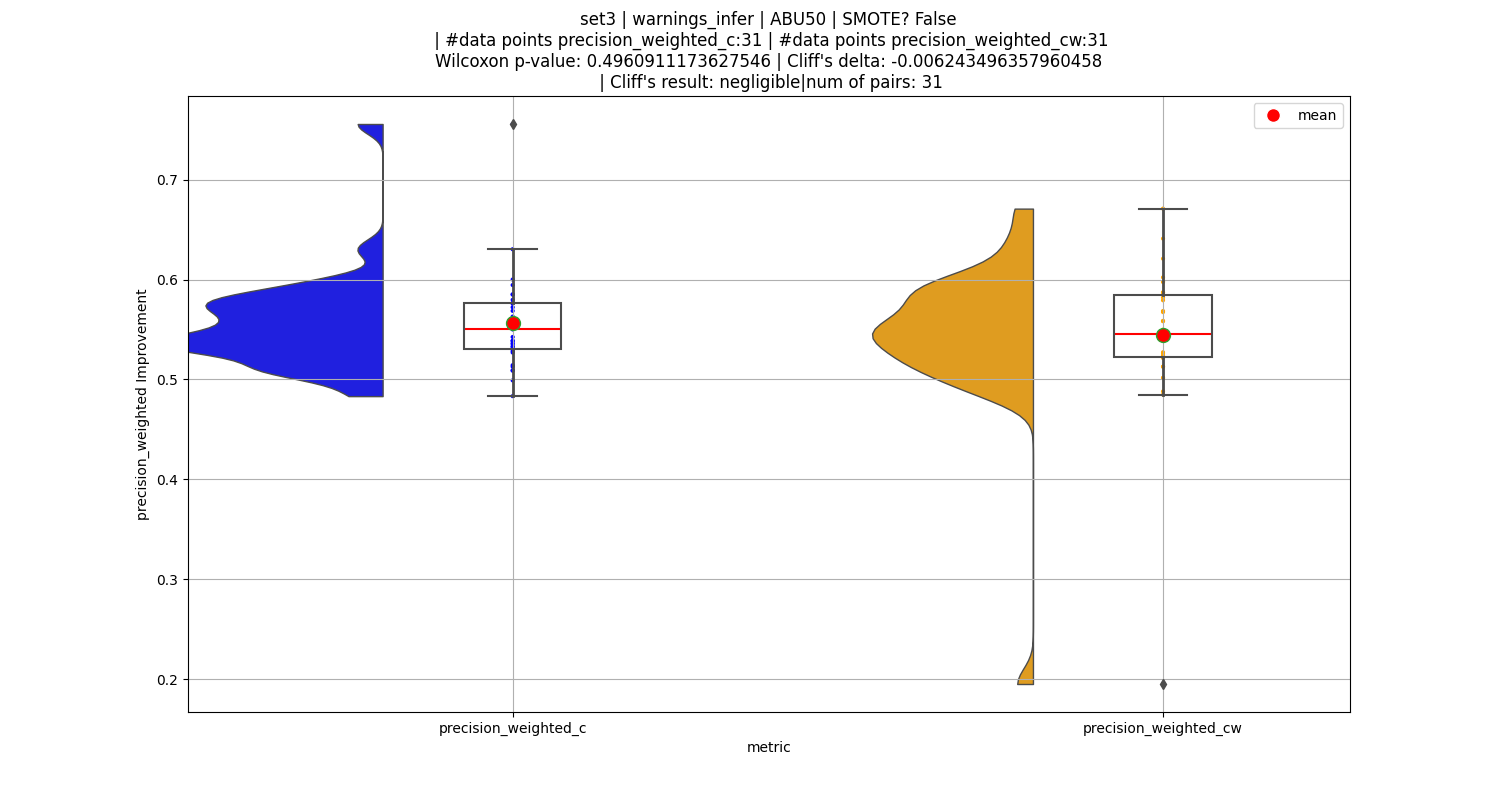 set3 | warnings_infer | ABU50 | SMOTE? False
| #data points precision_weighted_c:31 | #data points precision_weighted_cw:31
Wilcoxon p-value: 0.4960911173627546 | Cliff's delta: -0.006243496357960458
| Cliff's result: negligible|num of pairs: 31
mean
0.7
0.6
0.5
0.4
0.3
0.2
precision_weighted Improvement
precision_weighted_c
precision_weighted_cw
metric